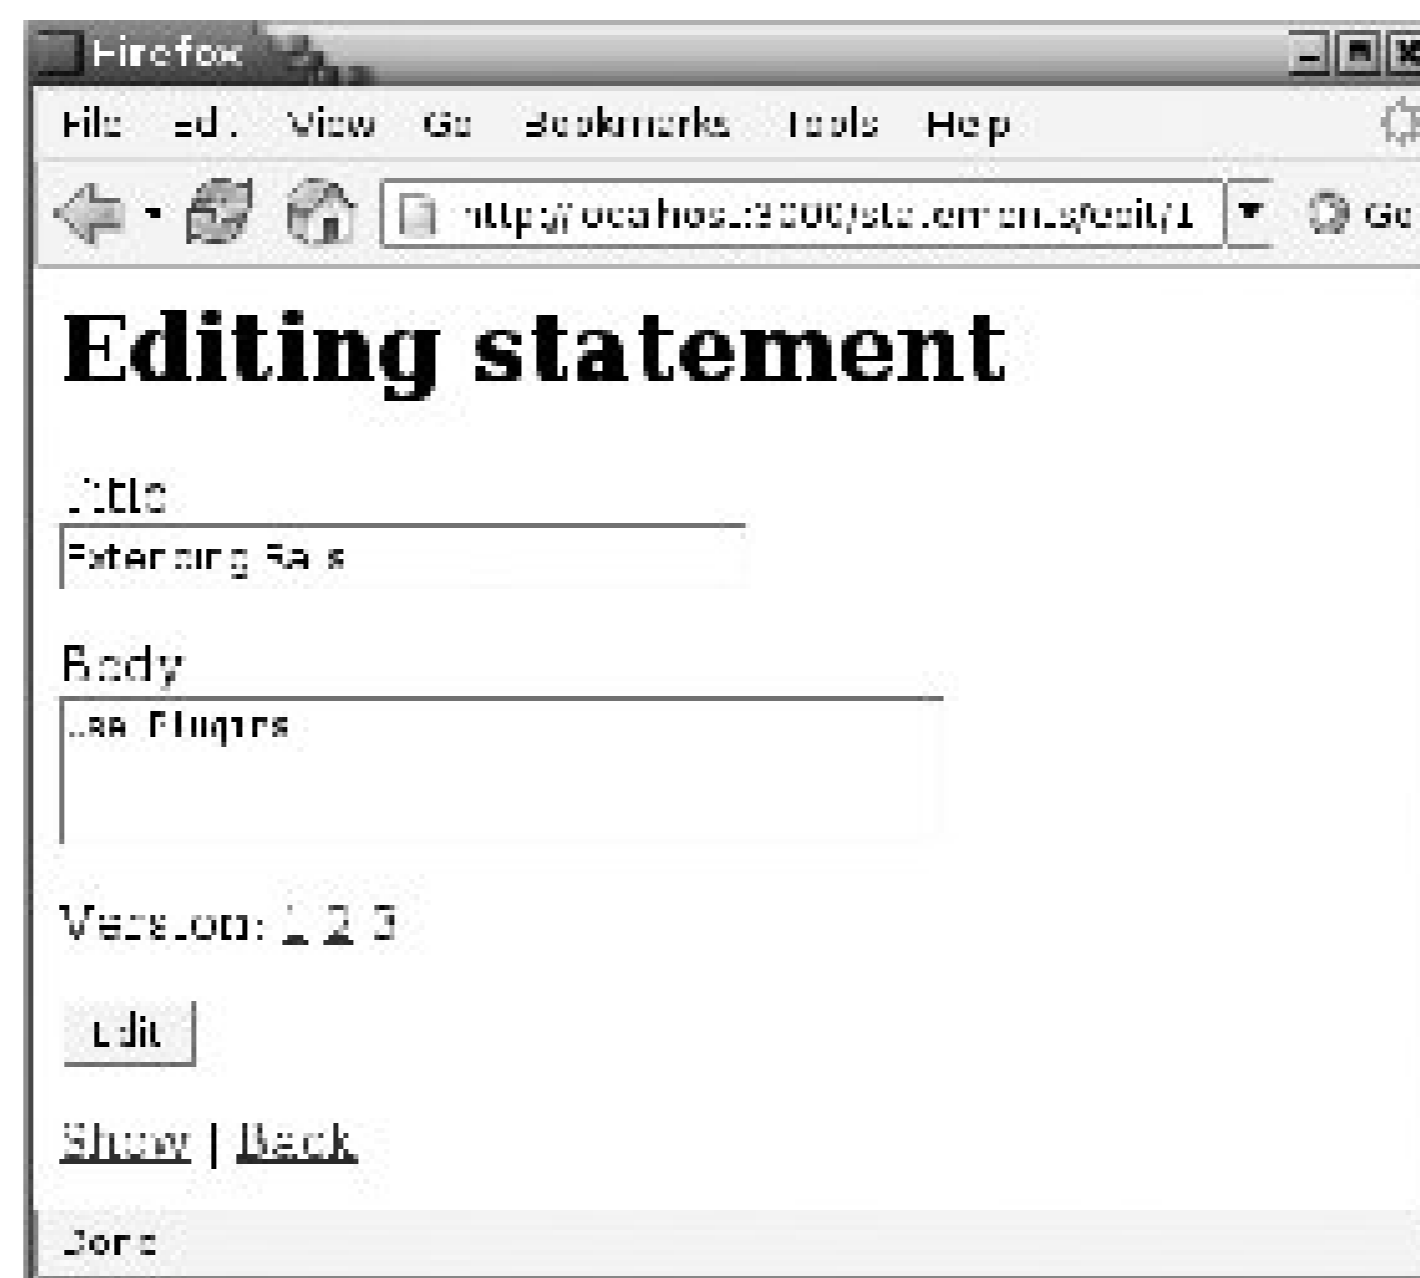 Firefox
File Edit View Go Bookmarks Tools Help
http://localhost:3000/statements/edit/1 Go
Editing statement
Title
Extending Rails
Body
Use Plugins
Version: 1 2 3
Edit
Show | Back
Done